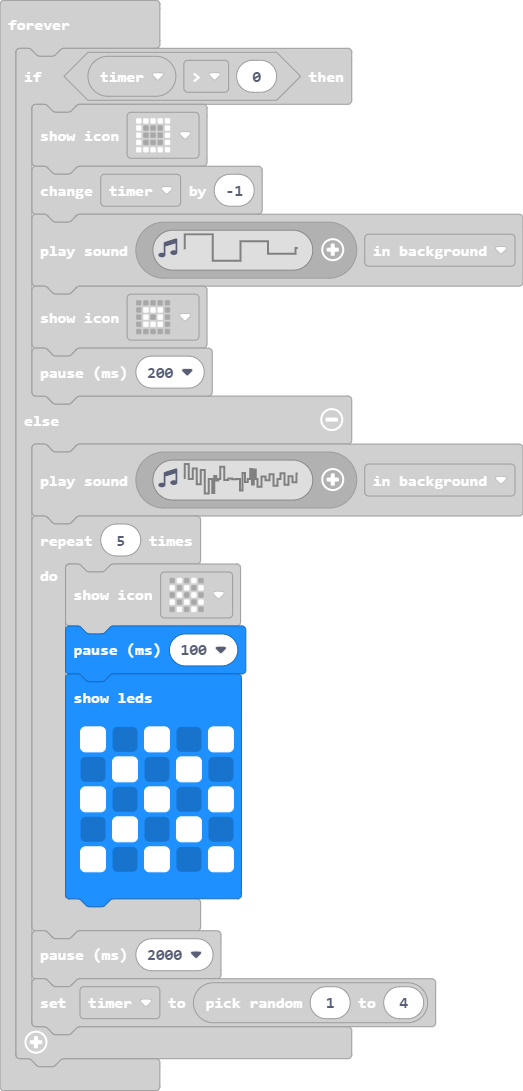 forever
if timer > 0 then
show icon
change timer by -1
play sound in background
show icon
pause (ms) 200
else
play sound in background
repeat 5 times
do
show icon
pause (ms) 100
show leds
pause (ms) 2000
set timer to pick random 1 to 4